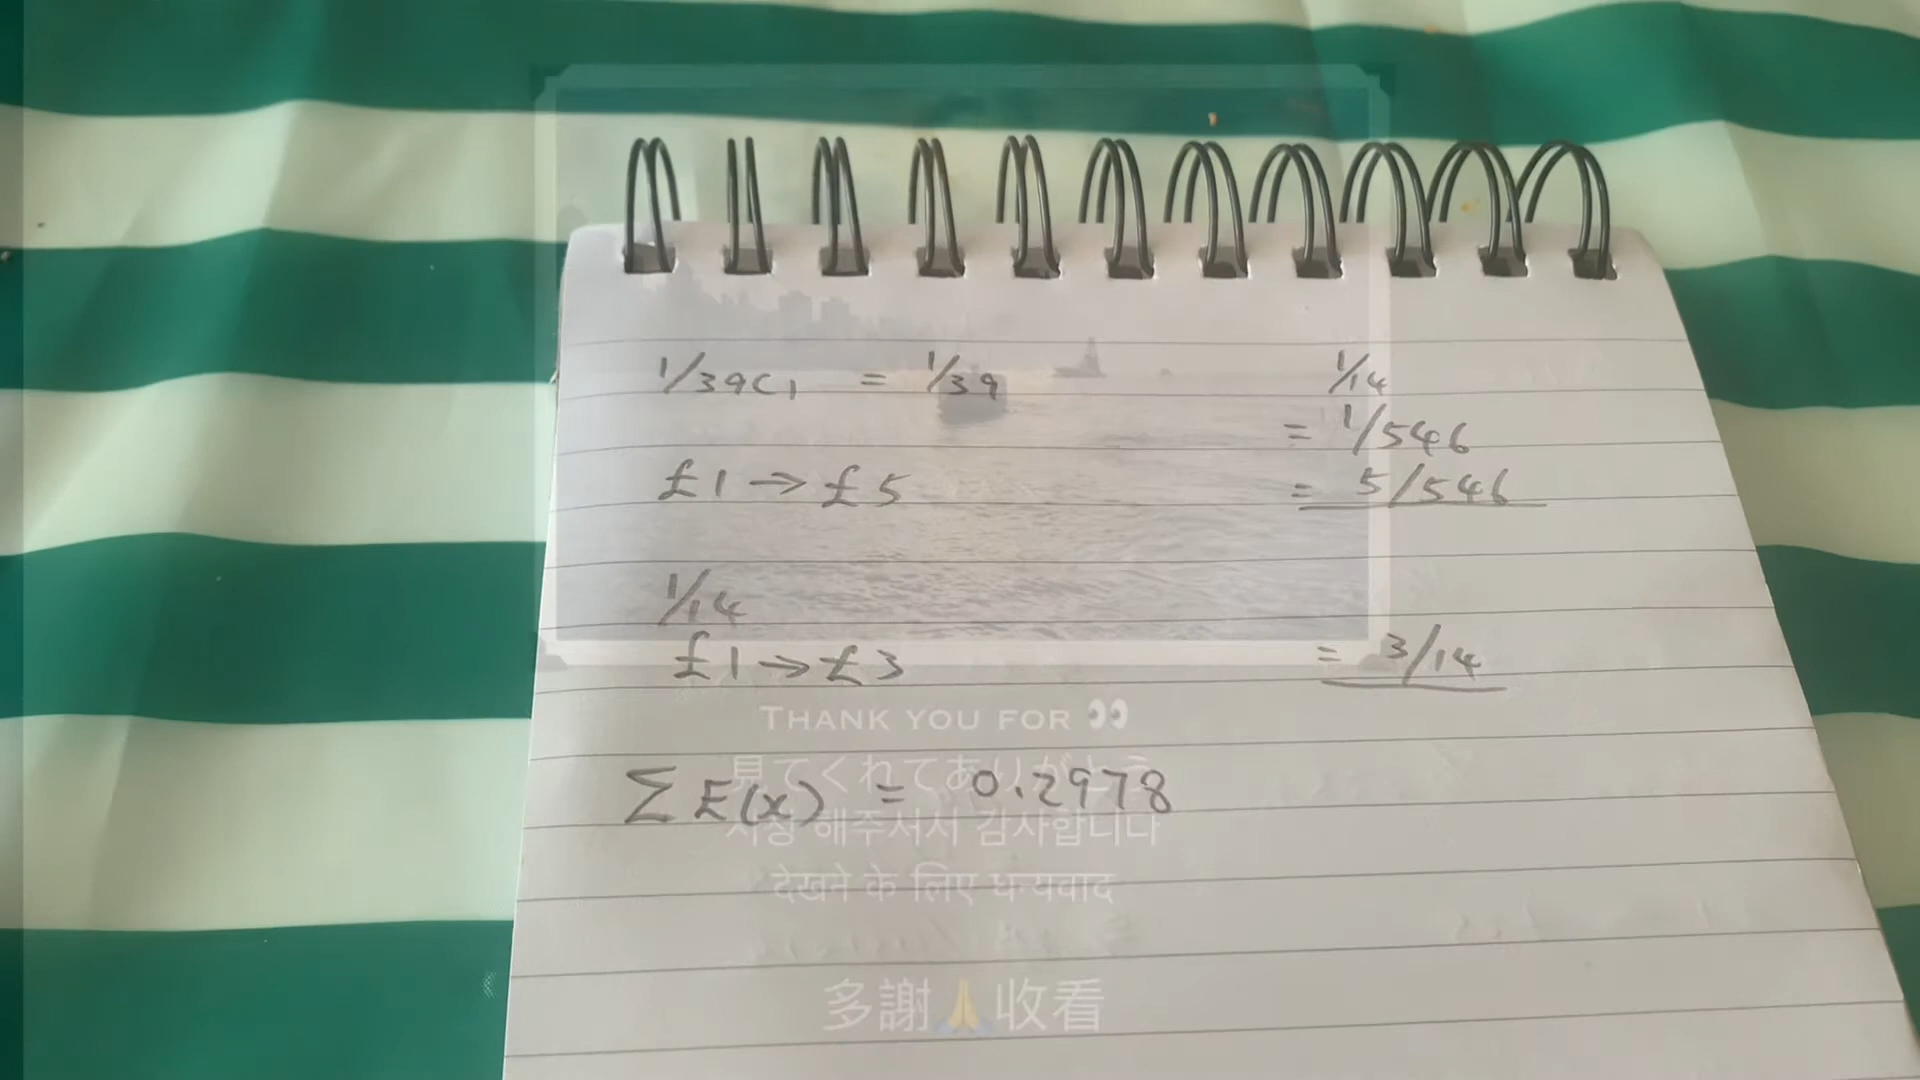 1/39C1 = 1/39
1/14
= 1/546
£1 → £5
= 5/546
1/14
£1 → £3
= 3/14
THANK YOU FOR 👀
見てくれてありがとう
Σ E(x) = 0.2978
시청 해주셔서 감사합니다
देखने के लिए धन्यवाद
多謝🙏收看